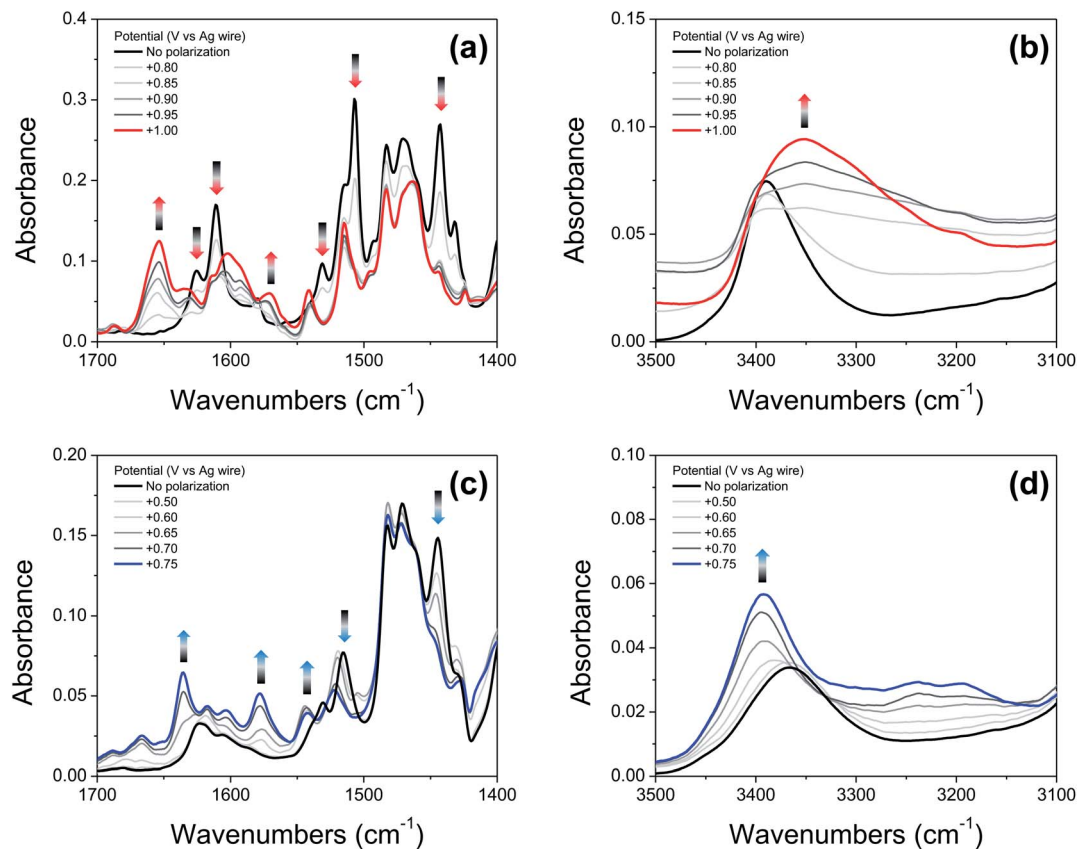 (a)
Potential (V vs Ag wire)
No polarization
+0.80
+0.85
+0.90
+0.95
+1.00
0.4
0.3
0.2
0.1
0.0
Absorbance
1700
1600
1500
1400
Wavenumbers (cm⁻¹)
(b)
Potential (V vs Ag wire)
No polarization
+0.80
+0.85
+0.90
+0.95
+1.00
0.15
0.10
0.05
0.00
Absorbance
3500
3400
3300
3200
3100
Wavenumbers (cm⁻¹)
(c)
Potential (V vs Ag wire)
No polarization
+0.50
+0.60
+0.65
+0.70
+0.75
0.20
0.15
0.10
0.05
0.00
Absorbance
1700
1600
1500
1400
Wavenumbers (cm⁻¹)
(d)
Potential (V vs Ag wire)
No polarization
+0.50
+0.60
+0.65
+0.70
+0.75
0.10
0.08
0.06
0.04
0.02
0.00
Absorbance
3500
3400
3300
3200
3100
Wavenumbers (cm⁻¹)